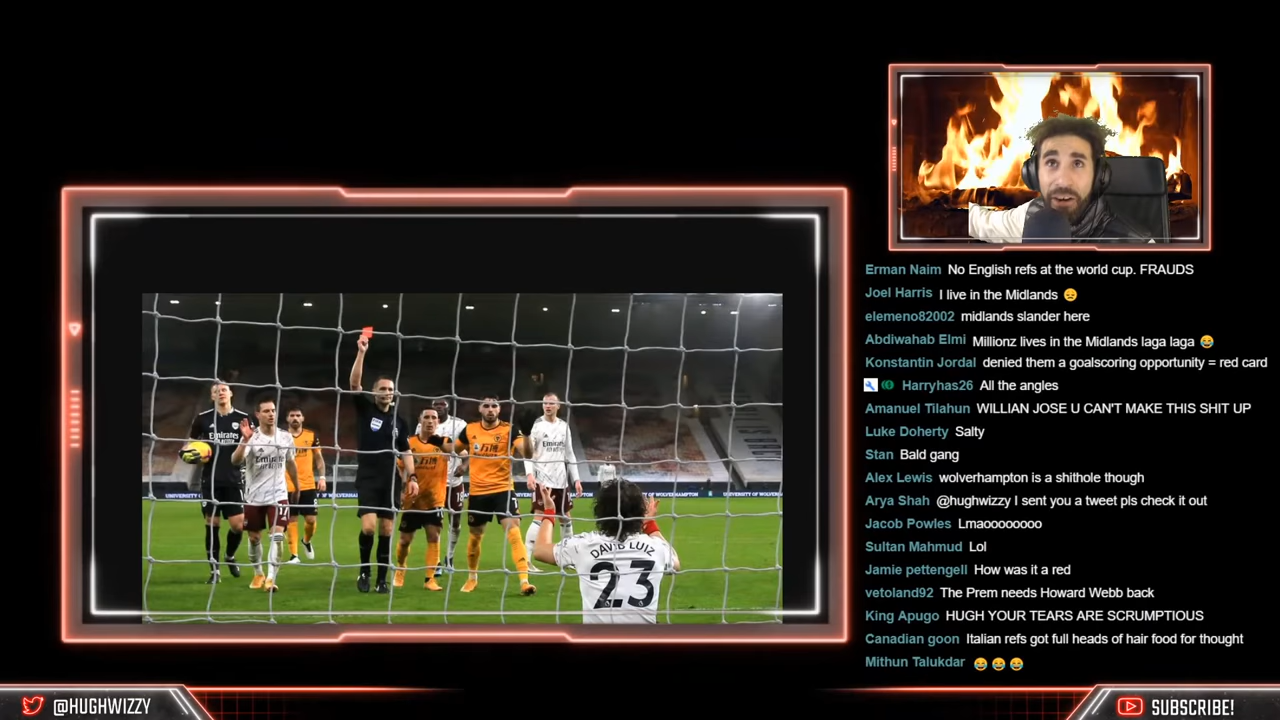 Erman Naim No English refs at the world cup. FRAUDS
Joel Harris I live in the Midlands 😔
elemeno82002 midlands slander here
Abdiwahab Elmi Millionz lives in the Midlands laga laga 😂
Konstantin Jordal denied them a goalscoring opportunity = red card
Harryhas26 All the angles
Amanuel Tilahun WILLIAN JOSE U CAN'T MAKE THIS SHIT UP
Luke Doherty Salty
Stan Bald gang
Alex Lewis wolverhampton is a shithole though
Arya Shah @hughwizzy I sent you a tweet pls check it out
Jacob Powles Lmaoooooooo
Sultan Mahmud Lol
Jamie pettengell How was it a red
vetoland92 The Prem needs Howard Webb back
King Apugo HUGH YOUR TEARS ARE SCRUMPTIOUS
Canadian goon Italian refs got full heads of hair food for thought
Mithun Talukdar 😂 😂 😂
DAVID LUIZ
23
@HUGHWIZZY
SUBSCRIBE!